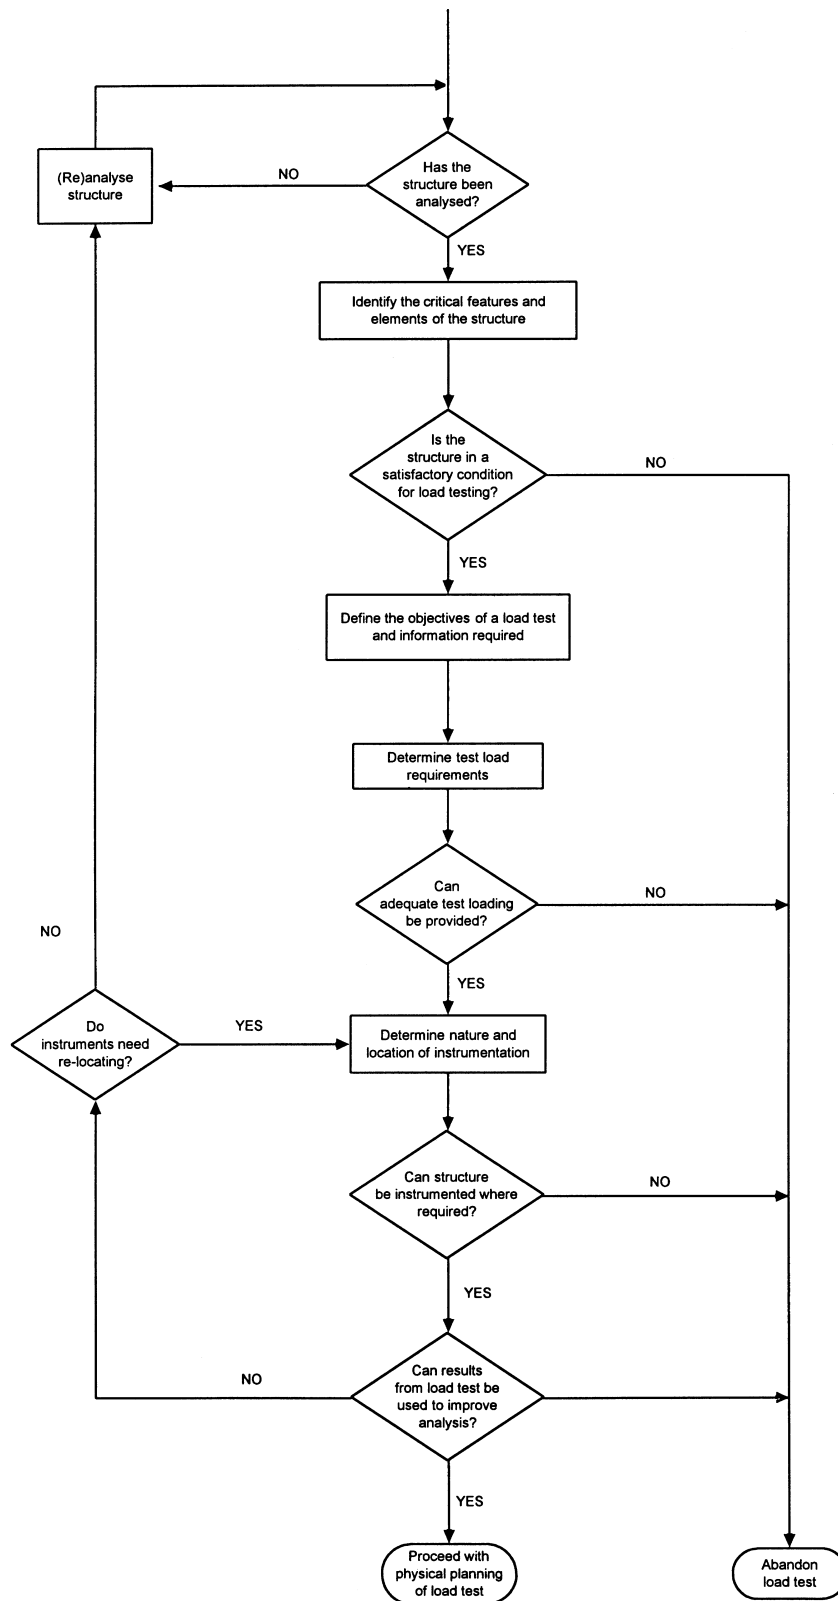 Has the
structure been
analysed?
NO
(Re)analyse
structure
YES
Identify the critical features and
elements of the structure
Is the
structure in a
satisfactory condition
for load testing?
NO
YES
Define the objectives of a load test
and information required
Determine test load
requirements
Can
adequate test loading
be provided?
NO
NO
YES
Do
instruments need
re-locating?
YES
Determine nature and
location of instrumentation
Can structure
be instrumented where
required?
NO
YES
Can results
from load test be
used to improve
analysis?
NO
YES
Proceed with
physical planning
of load test
Abandon
load test